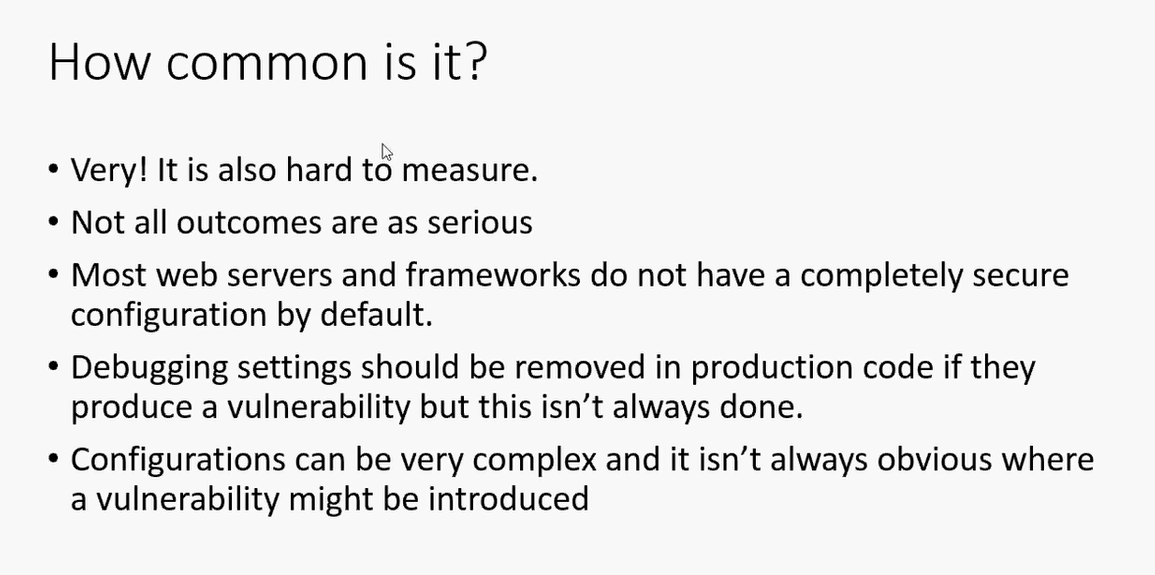 How common is it?
• Very! It is also hard to measure.
• Not all outcomes are as serious
• Most web servers and frameworks do not have a completely secure
configuration by default.
• Debugging settings should be removed in production code if they
produce a vulnerability but this isn’t always done.
• Configurations can be very complex and it isn’t always obvious where
a vulnerability might be introduced